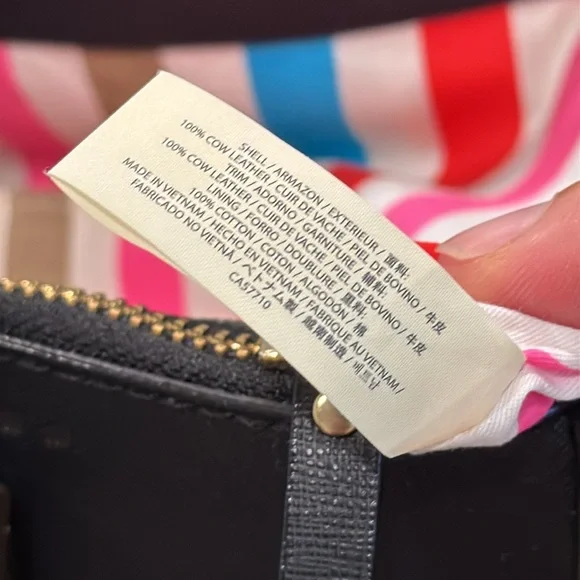 SHELL / ARMAZON / EXTERIEUR / 面料:
100% COW LEATHER / CUIR DE VACHE / PIEL DE BOVINO / 牛皮
TRIM / ADORNO / GARNITURE / 辅料:
100% COW LEATHER / CUIR DE VACHE / PIEL DE BOVINO / 牛皮
LINING / FORRO / DOUBLURE / 里料:
100% COTTON / COTON / ALGODON / 棉
MADE IN VIETNAM / HECHO EN VIETNAM / FABRIQUE AU VIETNAM /
FABRICADO NO VIETNA / ベトナム製 / 越南制造 / 베트남
CA57710